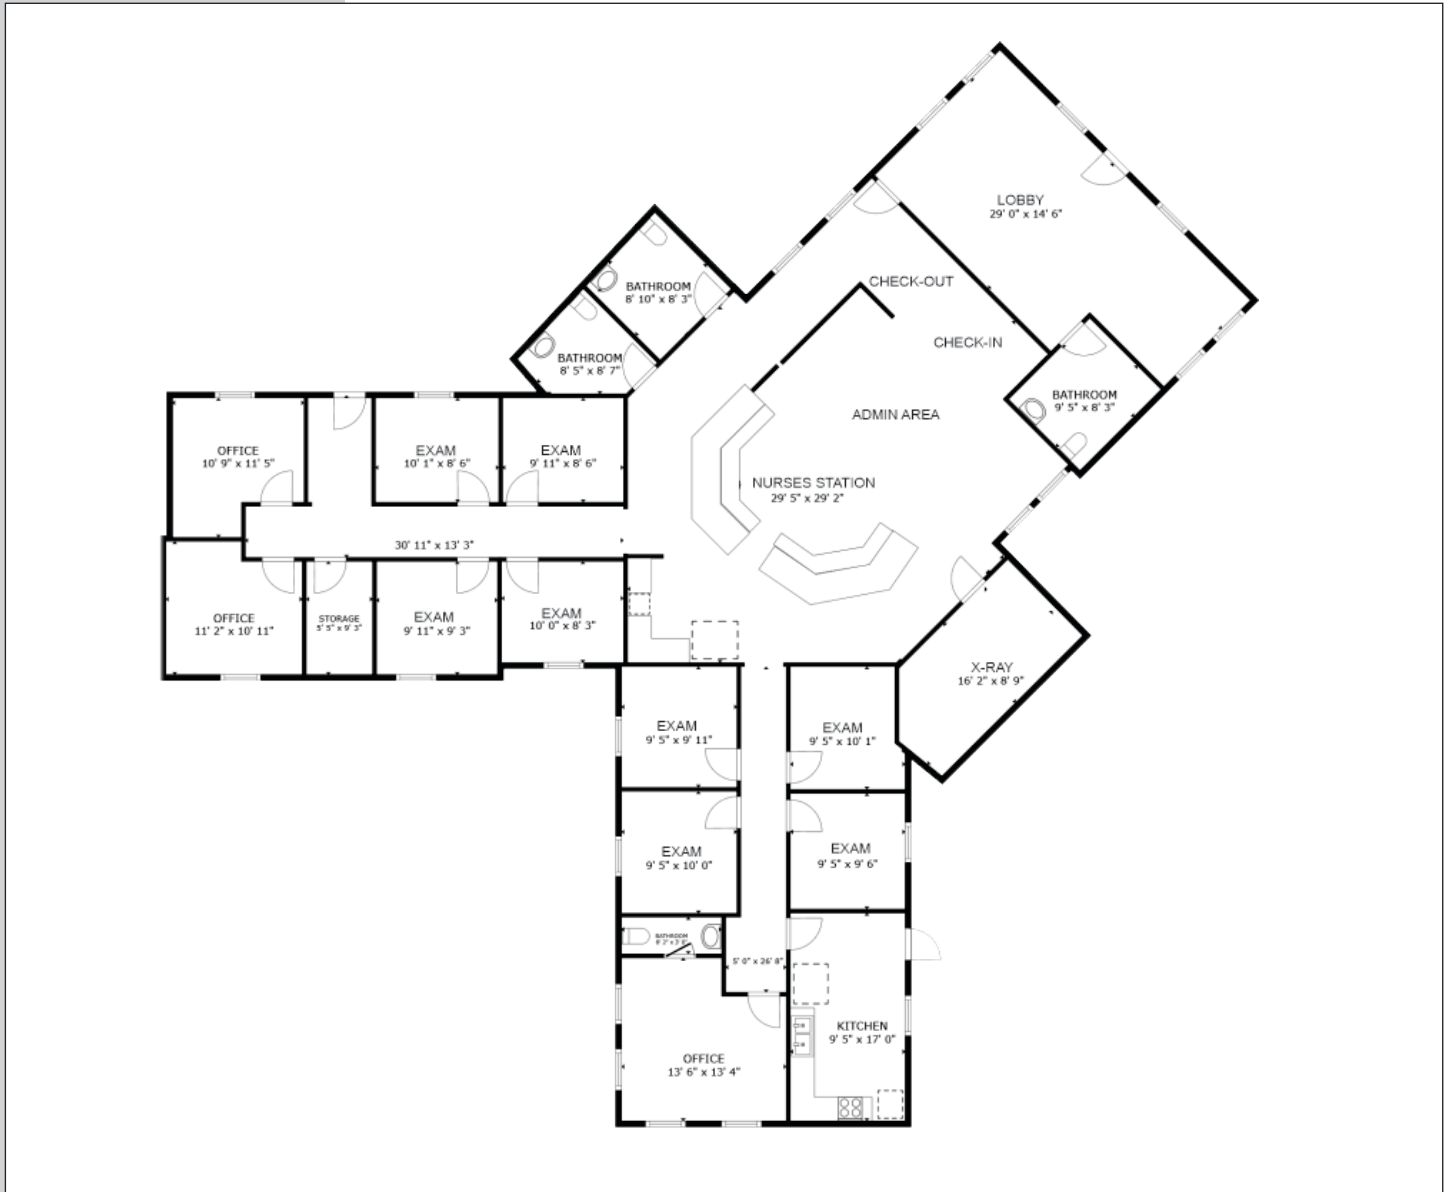 LOBBY
29' 0" x 14' 6"
CHECK-OUT
BATHROOM
8' 10" x 8' 3"
CHECK-IN
BATHROOM
8' 5" x 8' 7"
BATHROOM
9' 5" x 8' 3"
ADMIN AREA
OFFICE
10' 9" x 11' 5"
EXAM
10' 1" x 8' 6"
EXAM
9' 11" x 8' 6"
NURSES STATION
29' 5" x 29' 2"
30' 11" x 13' 3"
OFFICE
11' 2" x 10' 11"
STORAGE
5' 5" x 9' 3"
EXAM
9' 11" x 9' 3"
EXAM
10' 0" x 8' 3"
X-RAY
16' 2" x 8' 9"
EXAM
9' 5" x 9' 11"
EXAM
9' 5" x 10' 1"
EXAM
9' 5" x 10' 0"
EXAM
9' 5" x 9' 6"
BATHROOM
5' 0" x 26' 8"
KITCHEN
9' 5" x 17' 0"
OFFICE
13' 6" x 13' 4"